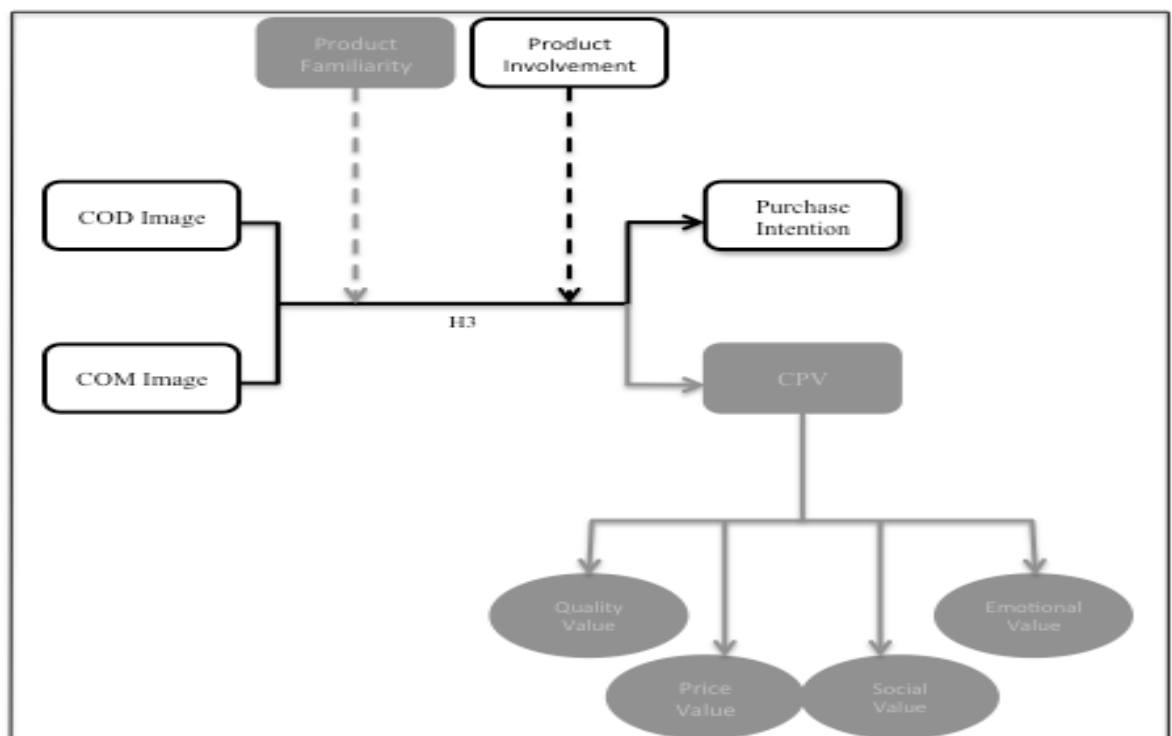 Product
Familiarity
Product
Involvement
COD Image
Purchase
Intention
H3
COM Image
CPV
Quality
Value
Emotional
Value
Price
Value
Social
Value